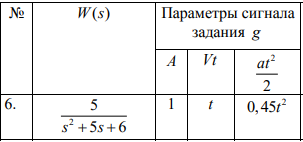 № W(s) Параметры сигнала
задания g
A Vt at²/2
6. 5/(s² + 5s + 6) 1 t 0,45t²